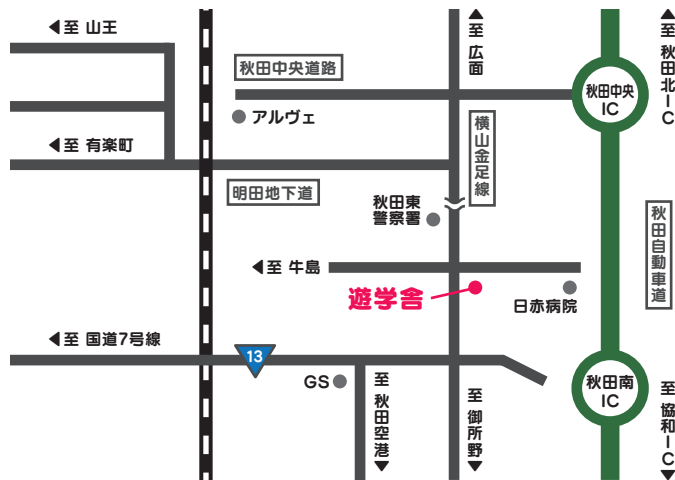 至 山王
至 広面
至 秋田北IC
秋田中央道路
秋田中央
IC
アルヴェ
横山金足線
至 有楽町
明田地下道
秋田東
警察署
秋田自動車道
至 牛島
遊学舎
日赤病院
至 国道7号線
13
GS
至 秋田空港
至 御所野
秋田南
IC
至 協和IC